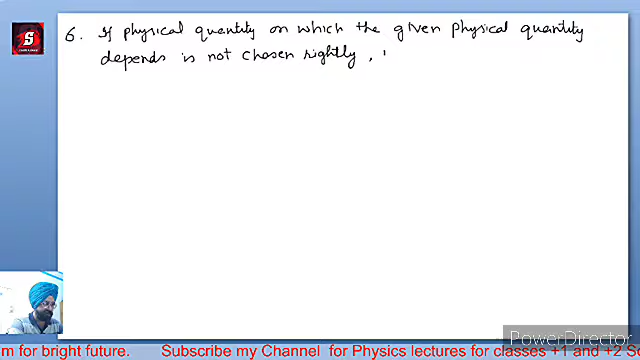 6. If physical quantity on which the given physical quantity
depends is not chosen rightly,
PowerDirector
m for bright future. Subscribe my Channel for Physics lectures for classes +1 and +2 Sc